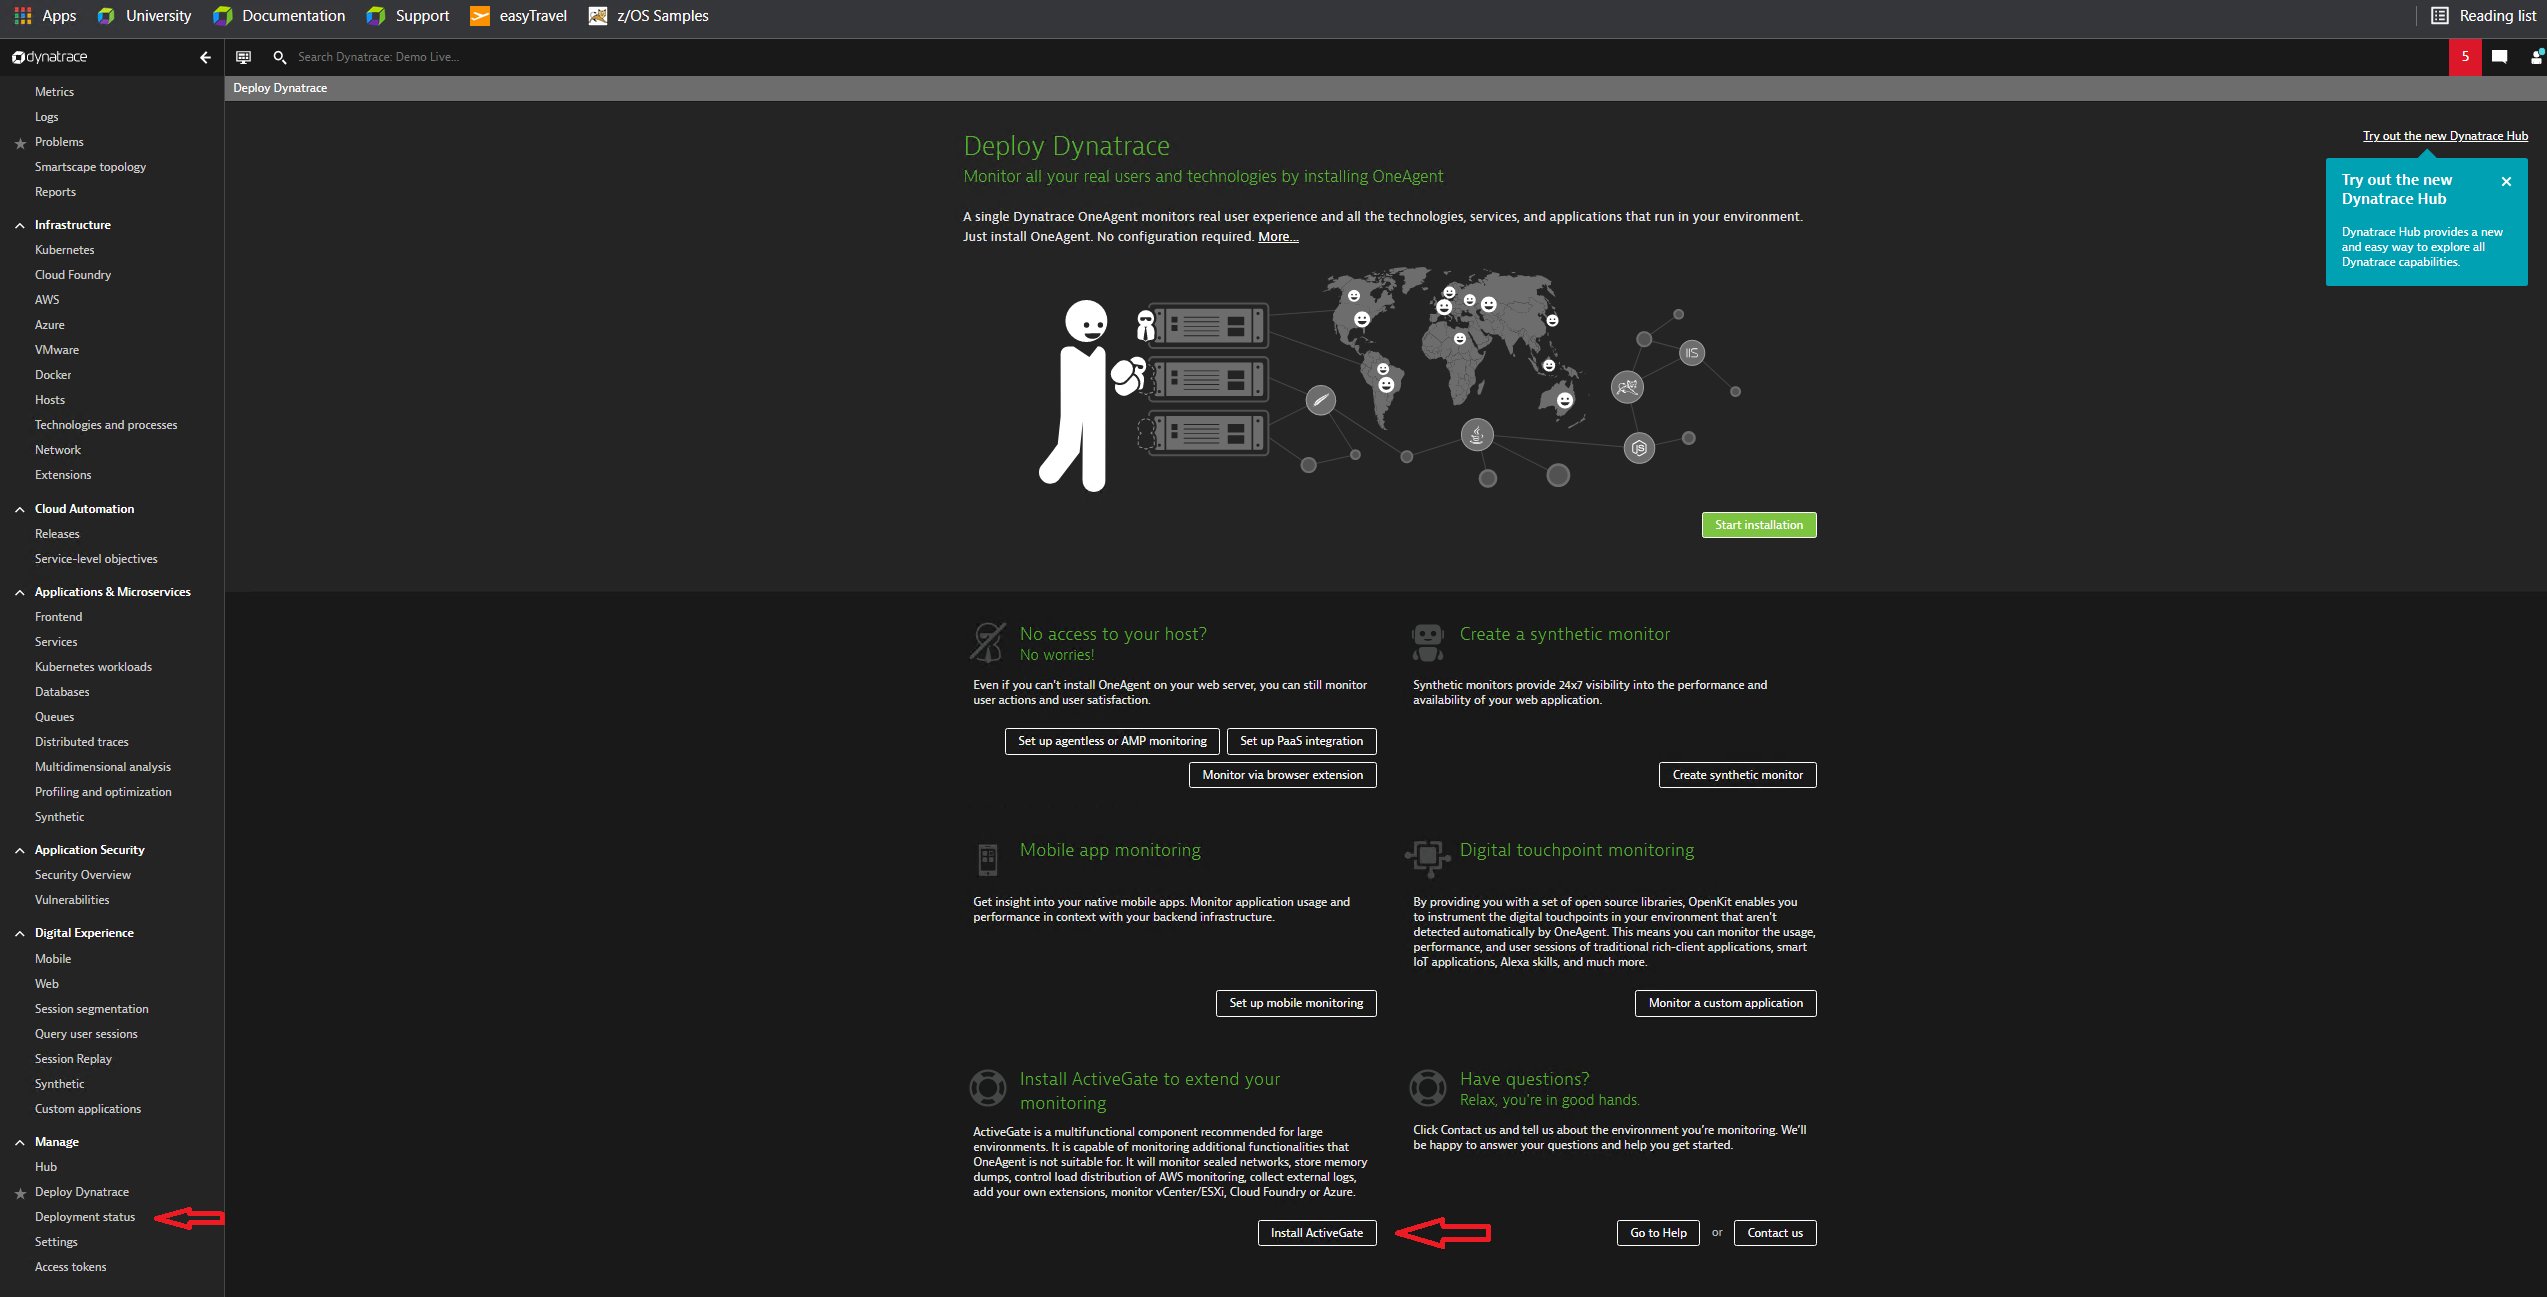 Apps University Documentation Support easyTravel z/OS Samples Reading list
dynatrace Search Dynatrace: Demo Live... 5
Metrics
Logs
Problems
Smartscape topology
Reports
Infrastructure
Kubernetes
Cloud Foundry
AWS
Azure
VMware
Docker
Hosts
Technologies and processes
Network
Extensions
Cloud Automation
Releases
Service-level objectives
Applications & Microservices
Frontend
Services
Kubernetes workloads
Databases
Queues
Distributed traces
Multidimensional analysis
Profiling and optimization
Synthetic
Application Security
Security Overview
Vulnerabilities
Digital Experience
Mobile
Web
Session segmentation
Query user sessions
Session Replay
Synthetic
Custom applications
Manage
Hub
Deploy Dynatrace
Deployment status
Settings
Access tokens
Deploy Dynatrace
Deploy Dynatrace
Monitor all your real users and technologies by installing OneAgent
A single Dynatrace OneAgent monitors real user experience and all the technologies, services, and applications that run in your environment.
Just install OneAgent. No configuration required. More...
Try out the new Dynatrace Hub
Try out the new
Dynatrace Hub
Dynatrace Hub provides a new
and easy way to explore all
Dynatrace capabilities.
IIS
JS
Start installation
No access to your host?
No worries!
Even if you can't install OneAgent on your web server, you can still monitor
user actions and user satisfaction.
Set up agentless or AMP monitoring Set up PaaS integration
Monitor via browser extension
Create a synthetic monitor
Synthetic monitors provide 24x7 visibility into the performance and
availability of your web application.
Create synthetic monitor
Mobile app monitoring
Get insight into your native mobile apps. Monitor application usage and
performance in context with your backend infrastructure.
Set up mobile monitoring
Digital touchpoint monitoring
By providing you with a set of open source libraries, OpenKit enables you
to instrument the digital touchpoints in your environment that aren't
detected automatically by OneAgent. This means you can monitor the usage,
performance, and user sessions of traditional rich-client applications, smart
IoT applications, Alexa skills, and much more.
Monitor a custom application
Install ActiveGate to extend your
monitoring
ActiveGate is a multifunctional component recommended for large
environments. It is capable of monitoring additional functionalities that
OneAgent is not suitable for. It will monitor sealed networks, store memory
dumps, control load distribution of AWS monitoring, collect external logs,
add your own extensions, monitor vCenter/ESXi, Cloud Foundry or Azure.
Install ActiveGate
Have questions?
Relax, you're in good hands.
Click Contact us and tell us about the environment you're monitoring. We'll
be happy to answer your questions and help you get started.
Go to Help or Contact us